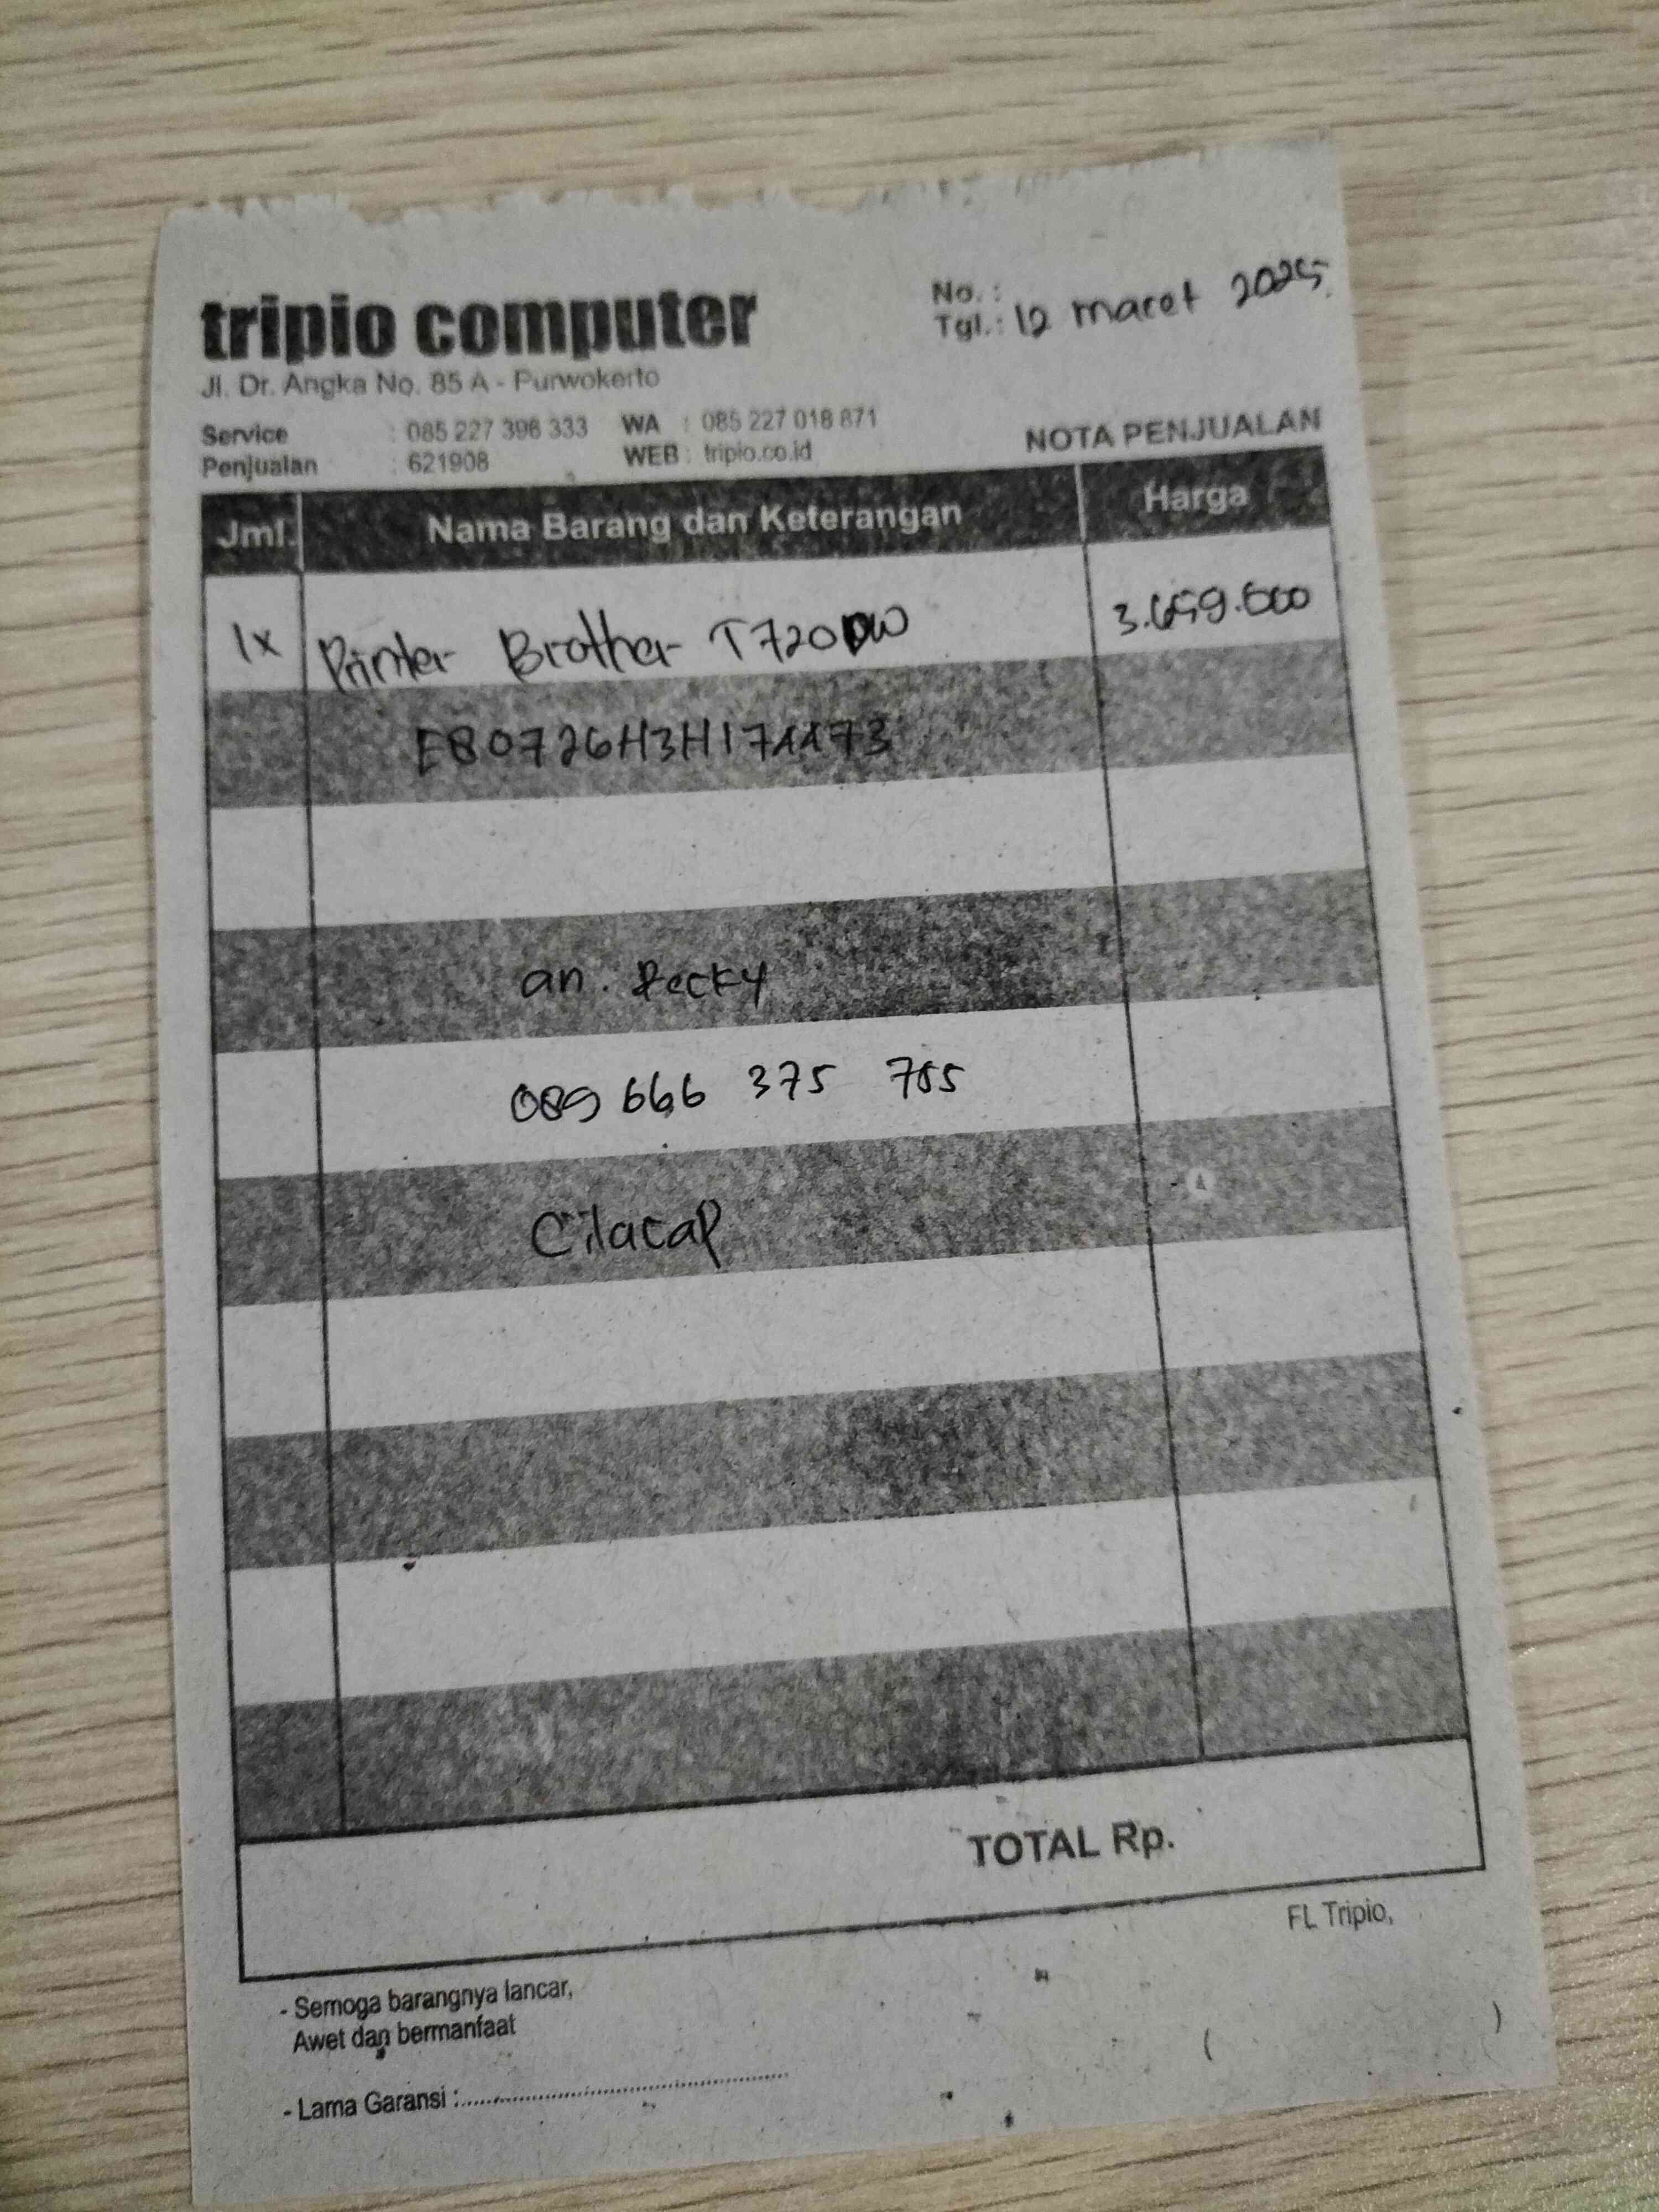 tripio computer
Jl. Dr. Angka No. 85 A - Purwokerto
No. :
Tgl. : 12 maret 2025
Service : 085 227 396 333 WA : 085 227 018 871
Penjualan : 621908 WEB : tripio.co.id
NOTA PENJUALAN
Jml. Nama Barang dan Keterangan Harga
1x Printer Brother T720DW 3.659.000
E80726H3H174473
an. Recky
089 666 375 785
Cilacap
TOTAL Rp.
FL Tripio,
- Semoga barangnya lancar,
Awet dan bermanfaat
( )
- Lama Garansi :